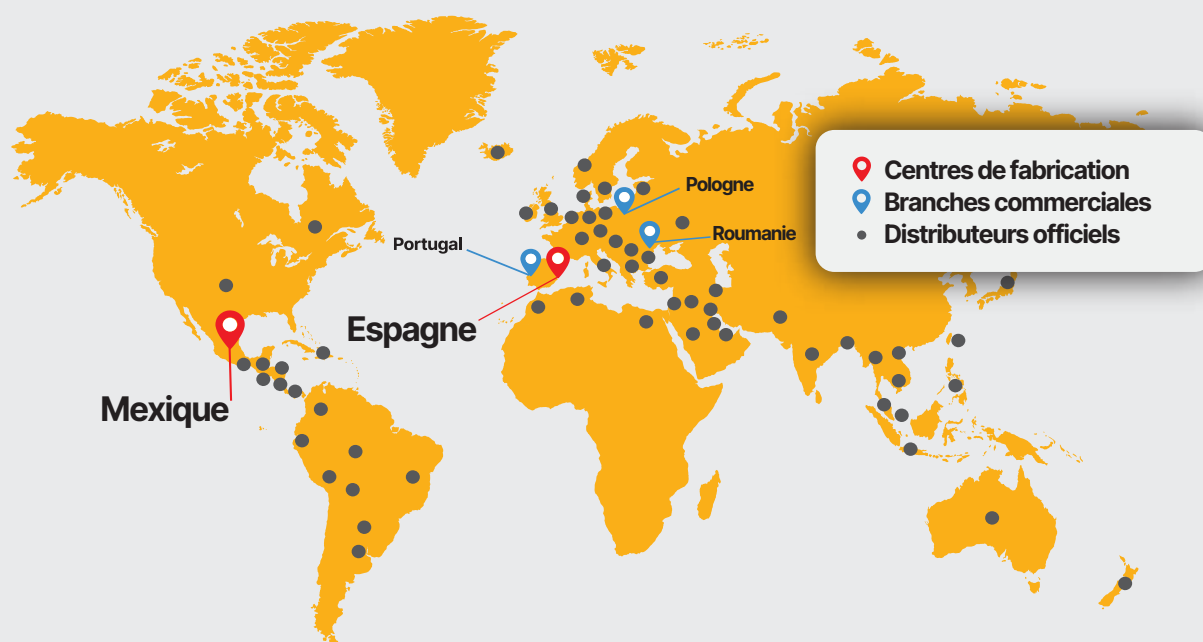 Centres de fabrication
Branches commerciales
Distributeurs officiels
Pologne
Roumanie
Portugal
Espagne
Mexique